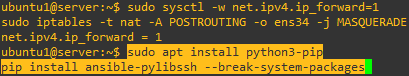 ubuntu1@server:~$ sudo sysctl -w net.ipv4.ip_forward=1
sudo iptables -t nat -A POSTROUTING -o ens34 -j MASQUERADE
net.ipv4.ip_forward = 1
ubuntu1@server:~$ sudo apt install python3-pip
pip install ansible-pylibssh --break-system-packages